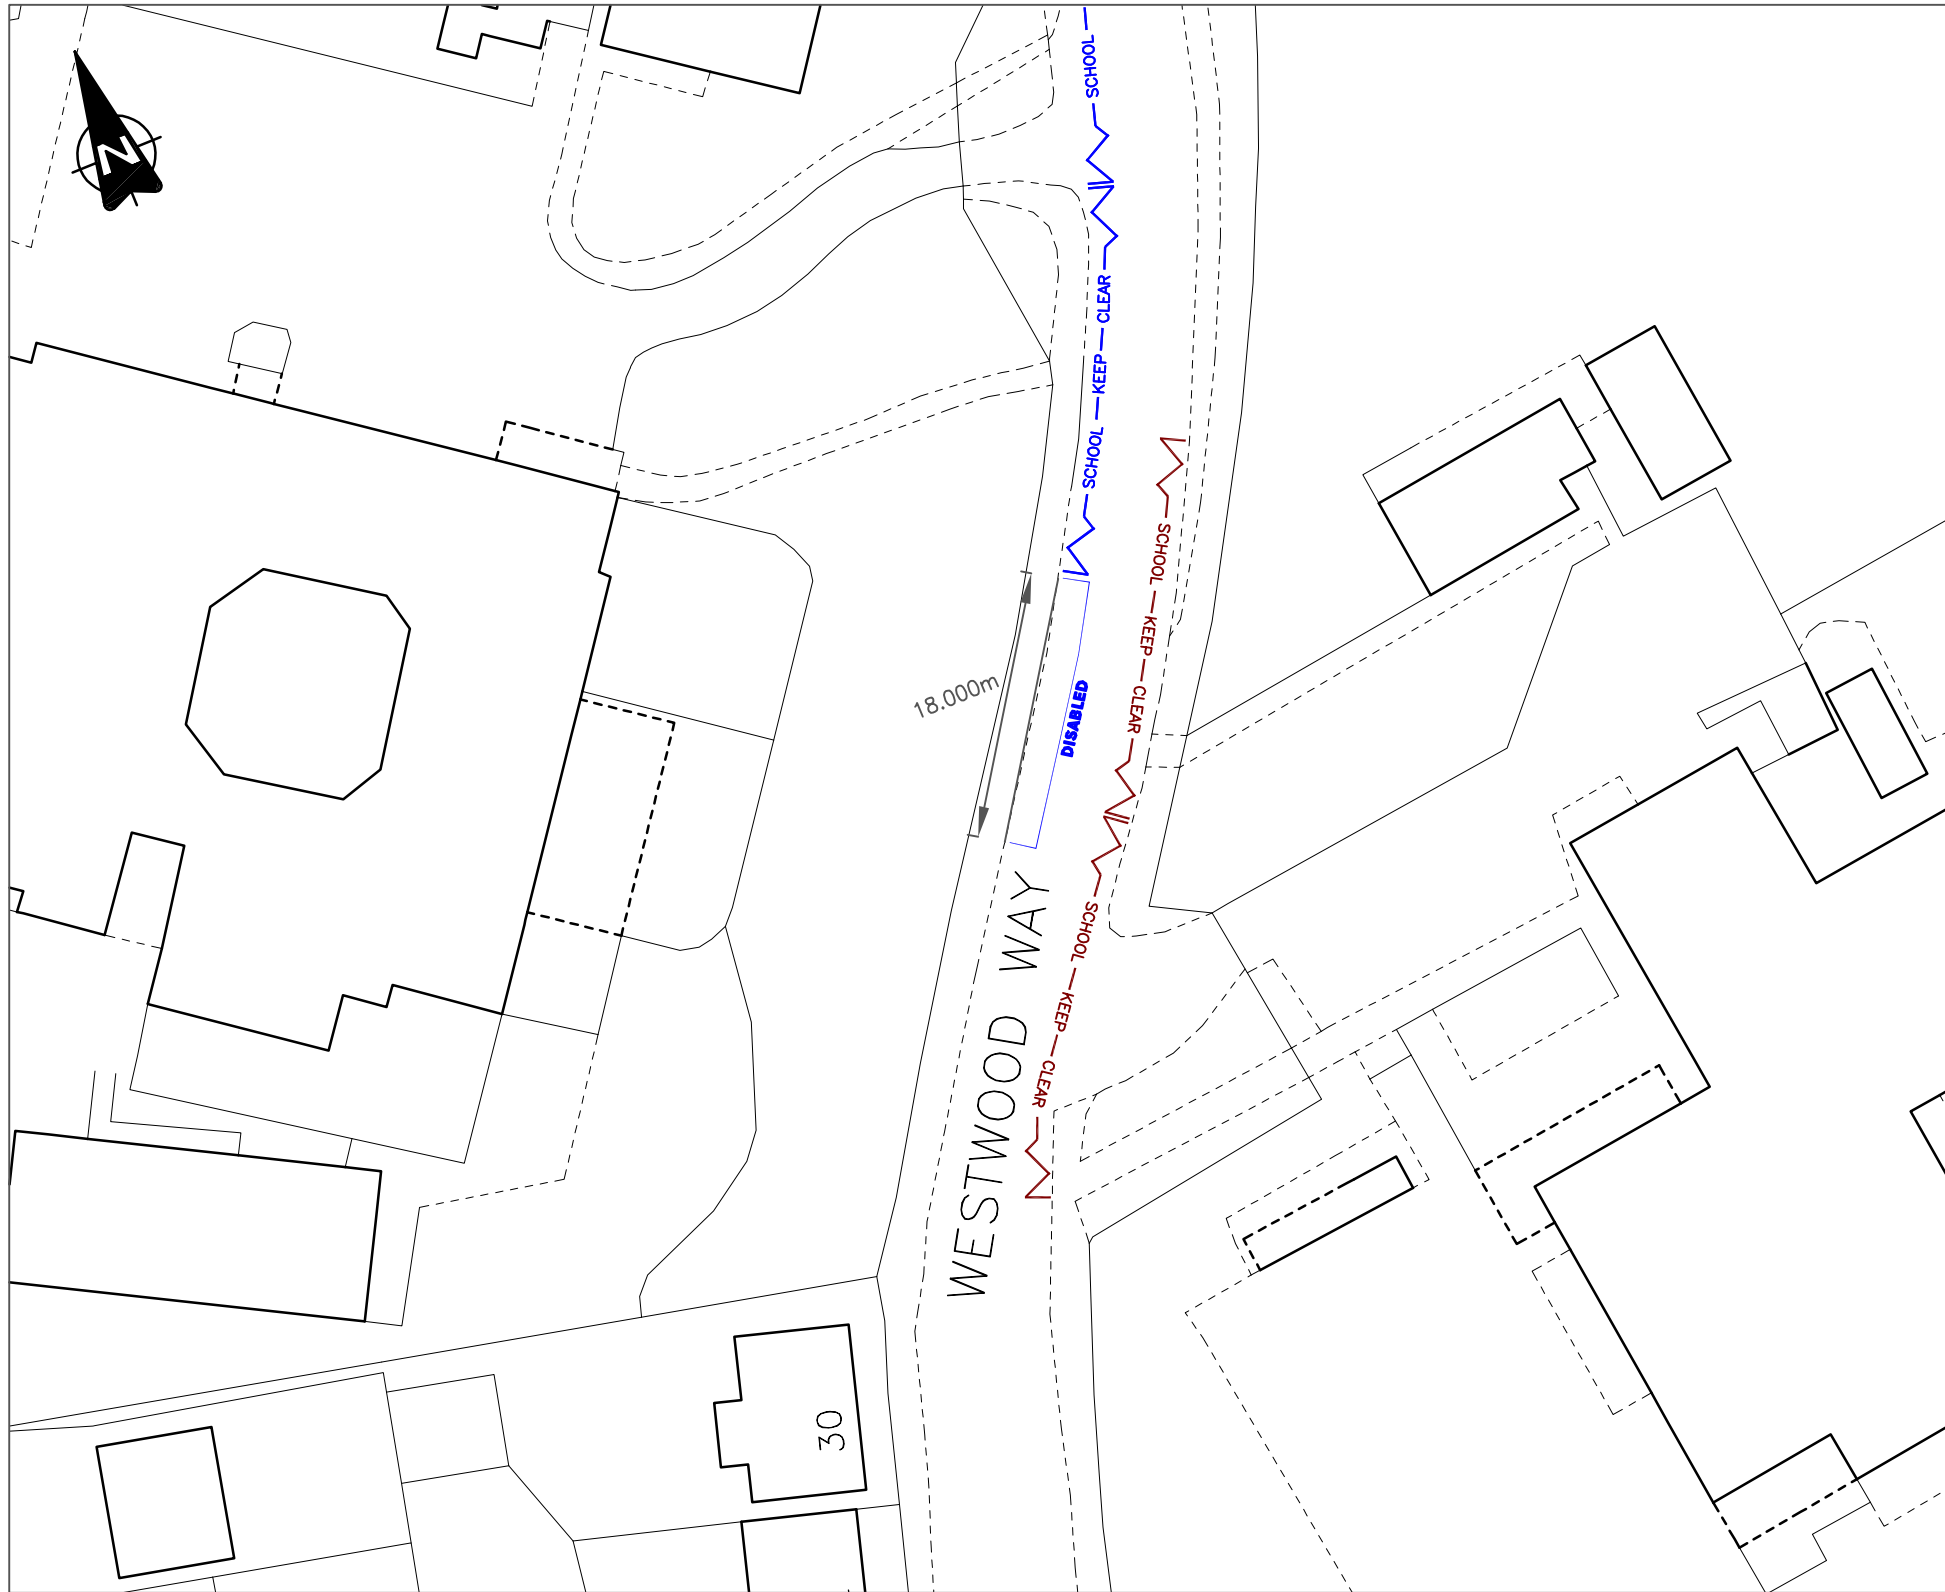 N
SCHOOL
SCHOOL — KEEP — CLEAR
SCHOOL — KEEP — CLEAR
18.000m
DISABLED
SCHOOL — KEEP — CLEAR
WESTWOOD WAY
30